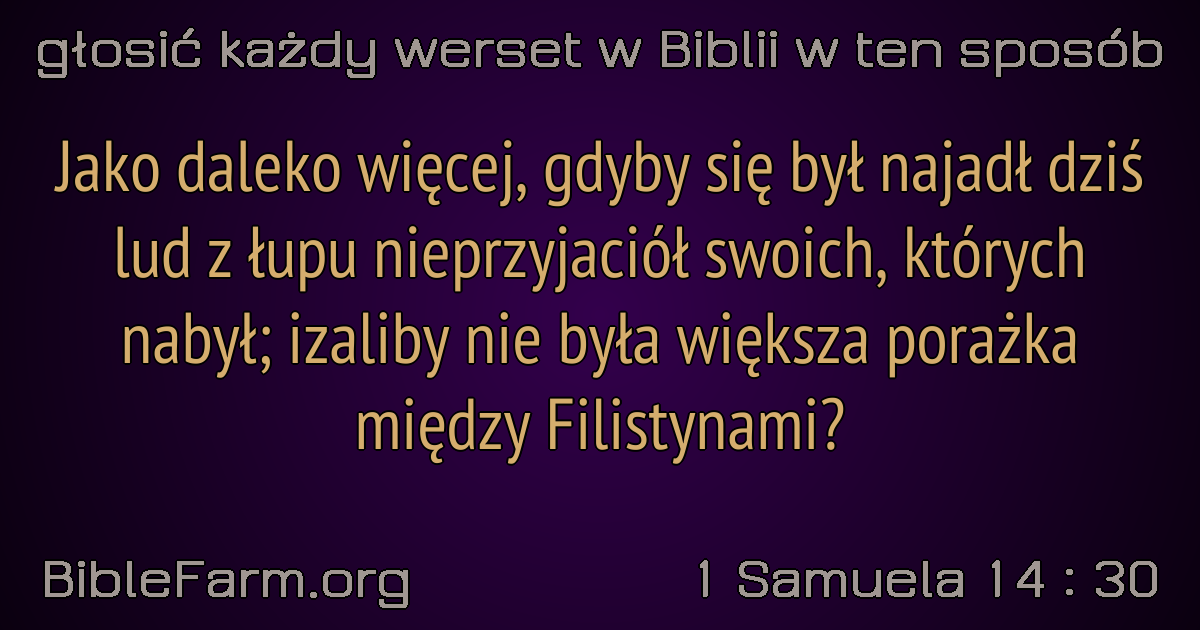 głosić każdy werset w Biblii w ten sposób
Jako daleko więcej, gdyby się był najadł dziś
lud z łupu nieprzyjaciół swoich, których
nabył; izaliby nie była większa porażka
między Filistynami?
BibleFarm.org
1 Samuela 14 : 30